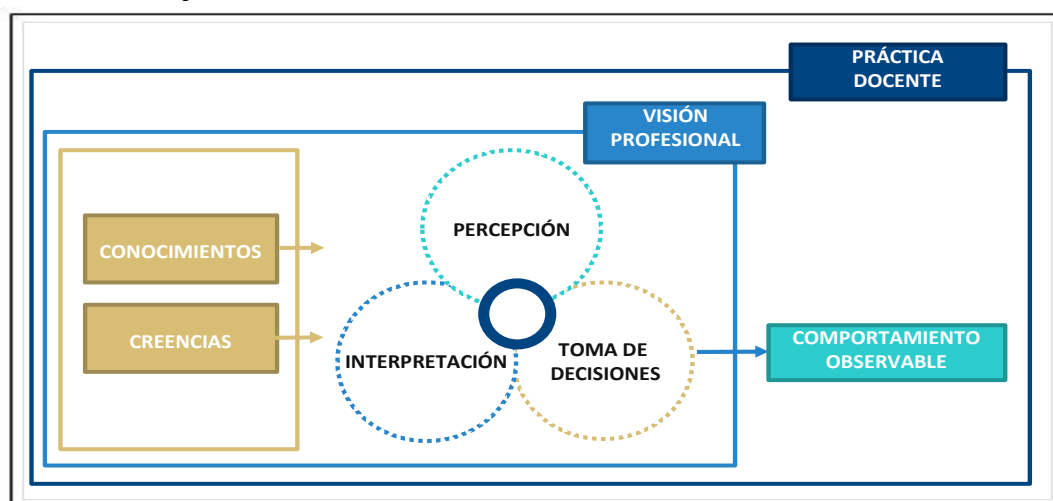 PRÁCTICA
DOCENTE
VISIÓN
PROFESIONAL
PERCEPCIÓN
CONOCIMIENTOS
CREENCIAS
INTERPRETACIÓN
TOMA DE
DECISIONES
COMPORTAMIENTO
OBSERVABLE